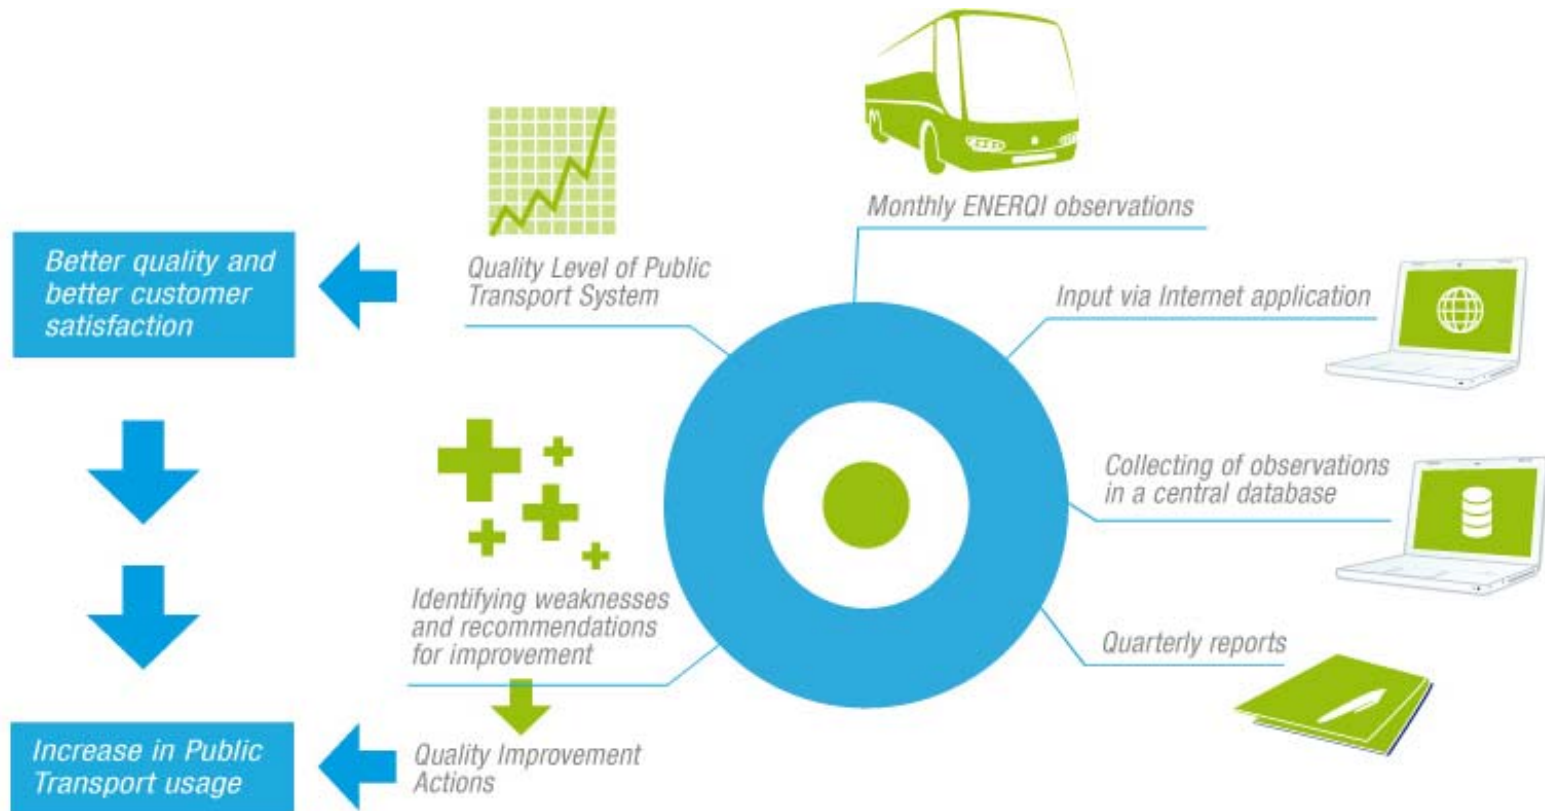 Monthly ENERQI observations
Quality Level of Public
Transport System
Better quality and
better customer
satisfaction
Input via Internet application
Collecting of observations
in a central database
Identifying weaknesses
and recommendations
for improvement
Quarterly reports
Quality Improvement
Actions
Increase in Public
Transport usage